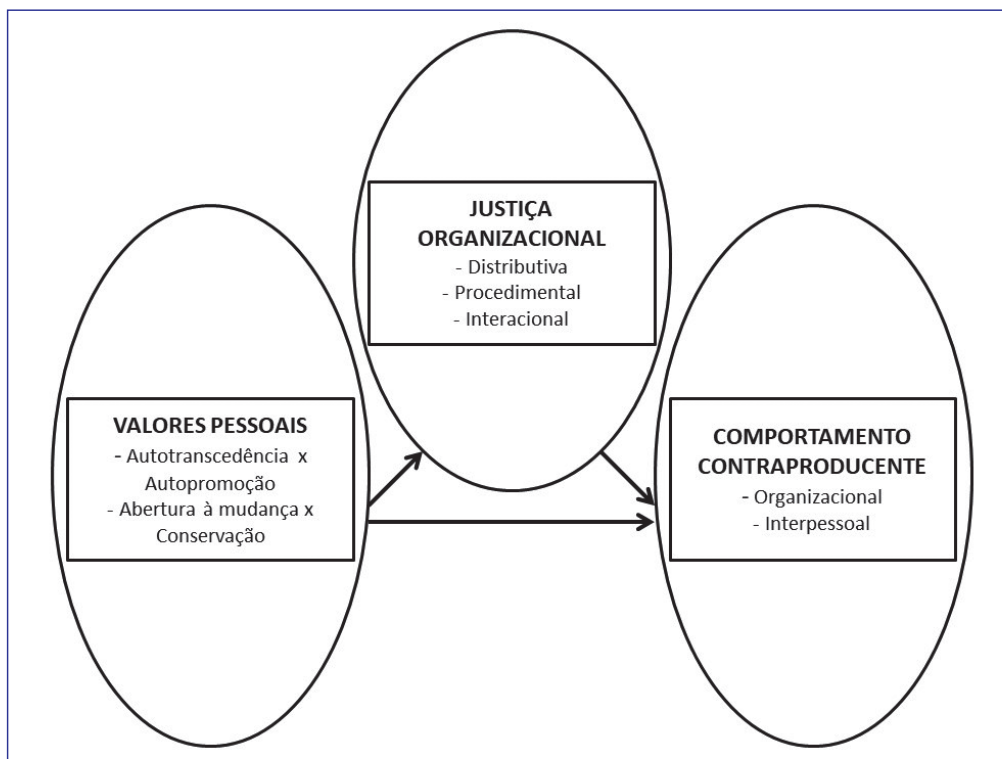 JUSTIÇA
ORGANIZACIONAL
- Distributiva
- Procedimental
- Interacional
VALORES PESSOAIS
- Autotranscedência x
Autopromoção
- Abertura à mudança x
Conservação
COMPORTAMENTO
CONTRAPRODUCENTE
- Organizacional
- Interpessoal